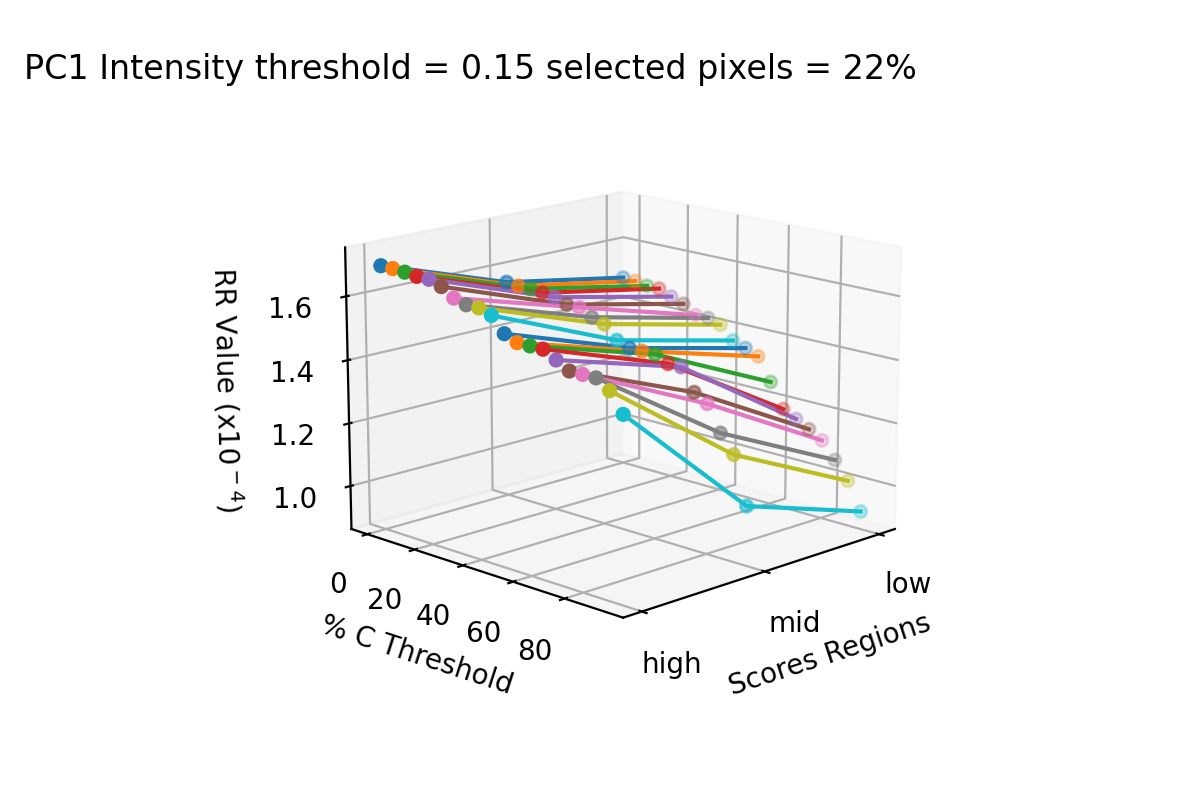 PC1 Intensity threshold = 0.15 selected pixels = 22%
RR Value (x10⁻⁴)
1.6
1.4
1.2
1.0
0
20
40
60
80
% C Threshold
high
mid
low
Scores Regions